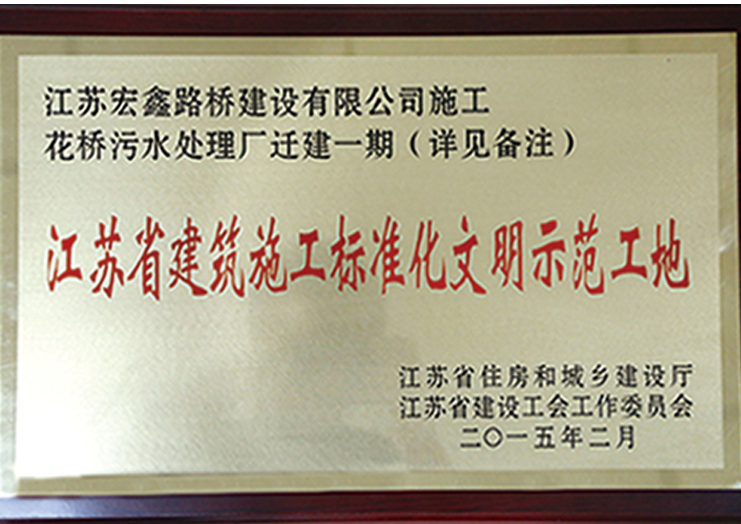 江苏宏鑫路桥建设有限公司施工
花桥污水处理厂迁建一期（详见备注）
江苏省建筑施工标准化文明示范工地
江苏省住房和城乡建设厅
江苏省建设工会工作委员会
二〇一五年二月